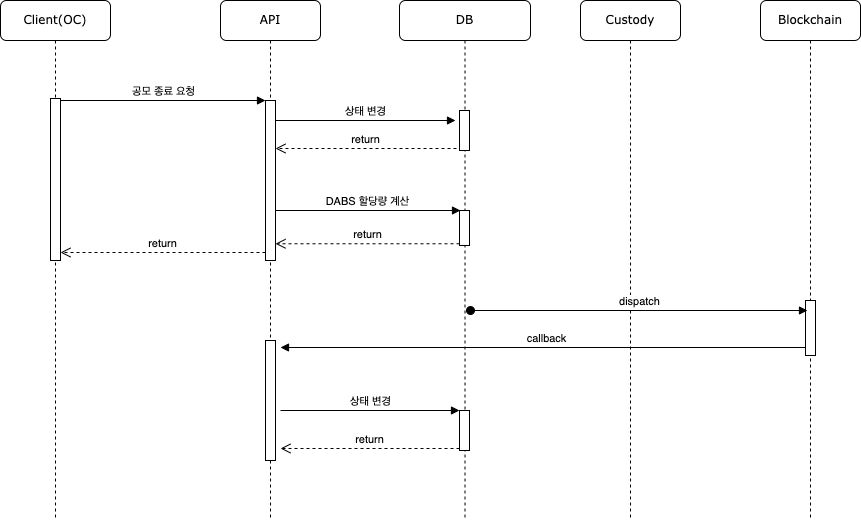 Client(OC)
API
DB
Custody
Blockchain
공모 종료 요청
상태 변경
return
DABS 할당량 계산
return
return
dispatch
callback
상태 변경
return